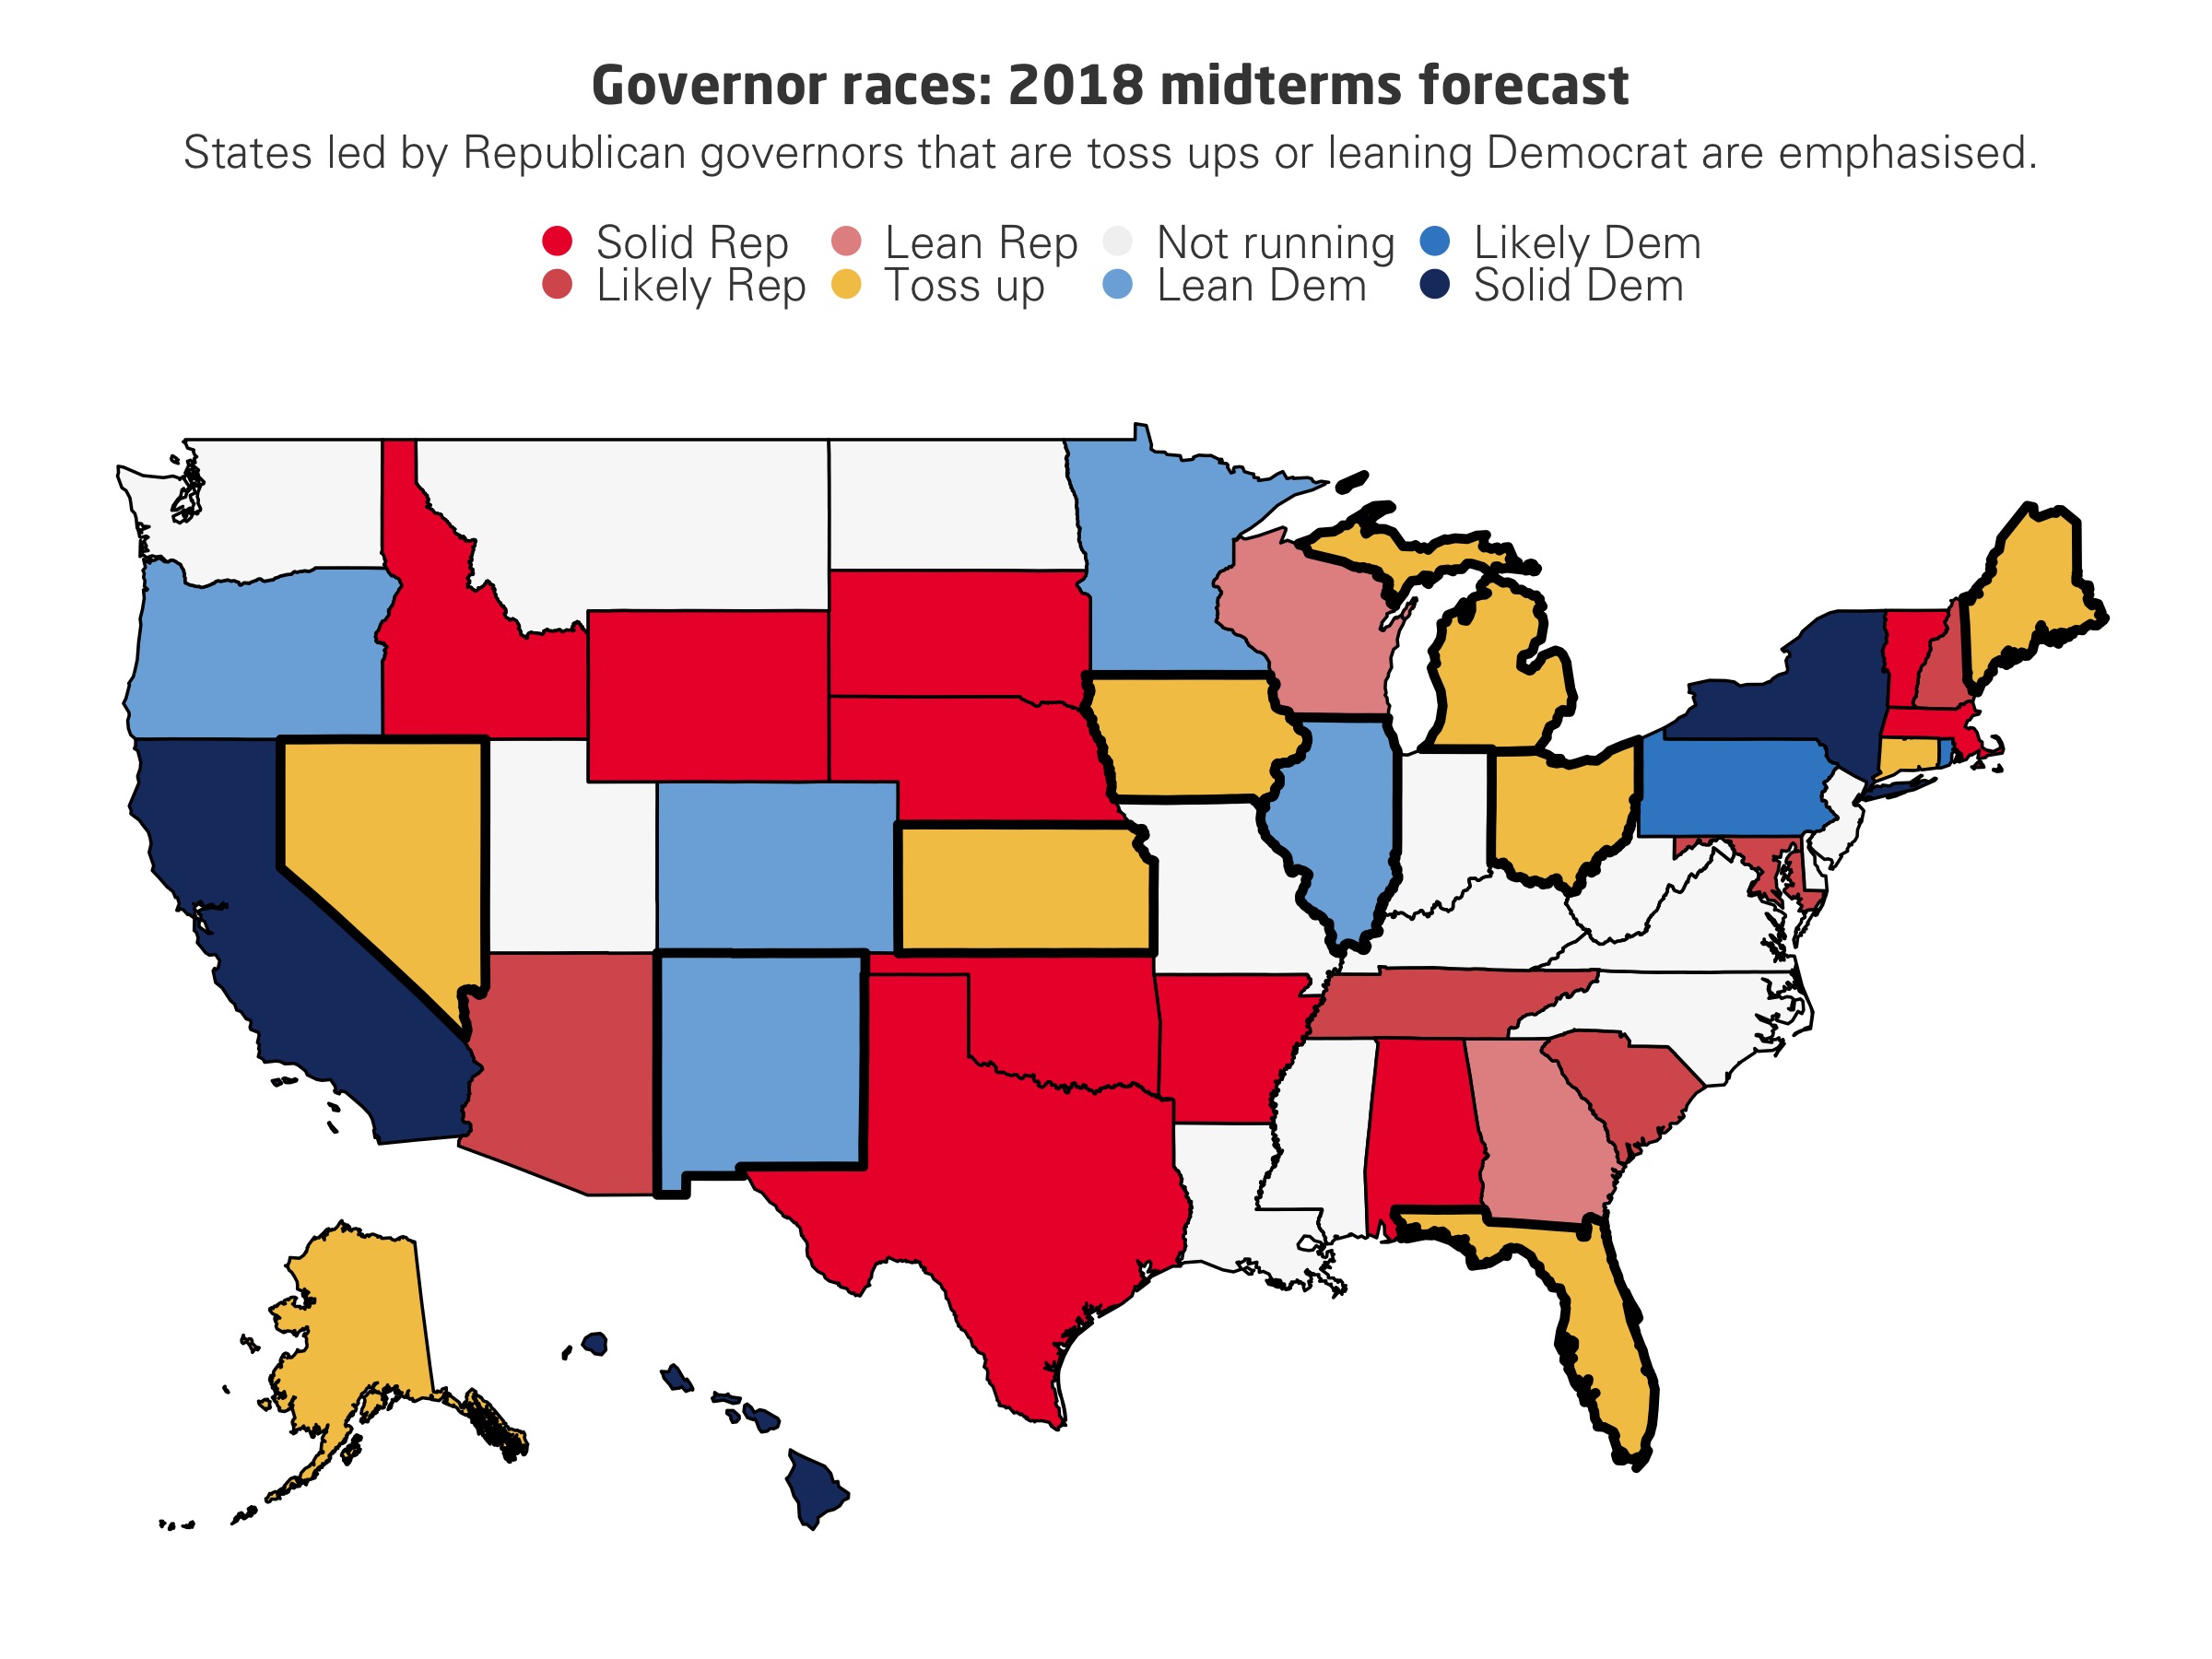 Governor races: 2018 midterms forecast
States led by Republican governors that are toss ups or leaning Democrat are emphasised.
Solid Rep Lean Rep Not running Likely Dem
Likely Rep Toss up Lean Dem Solid Dem